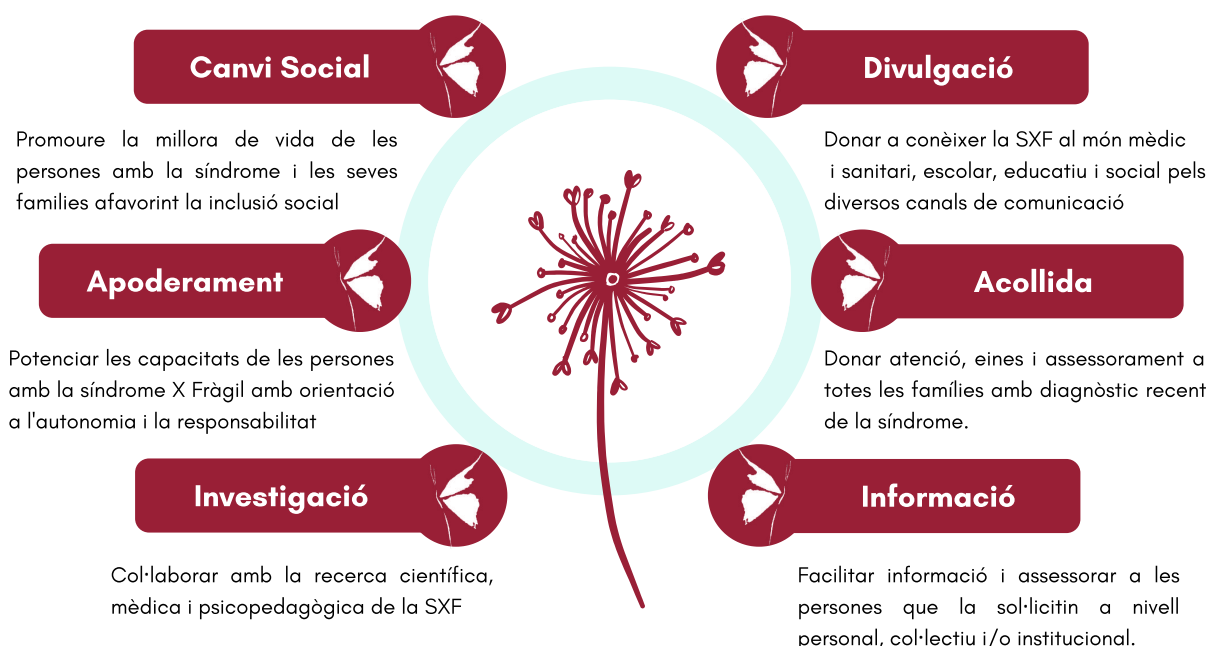 Canvi Social
Promoure la millora de vida de les
persones amb la síndrome i les seves
families afavorint la inclusió social
Apoderament
Potenciar les capacitats de les persones
amb la síndrome X Fràgil amb orientació
a l'autonomia i la responsabilitat
Investigació
Col·laborar amb la recerca científica,
mèdica i psicopedagògica de la SXF
Divulgació
Donar a conèixer la SXF al món mèdic
i sanitari, escolar, educatiu i social pels
diversos canals de comunicació
Acollida
Donar atenció, eines i assessorament a
totes les famílies amb diagnòstic recent
de la síndrome.
Informació
Facilitar informació i assessorar a les
persones que la sol·licitin a nivell
personal, col·lectiu i/o institucional.